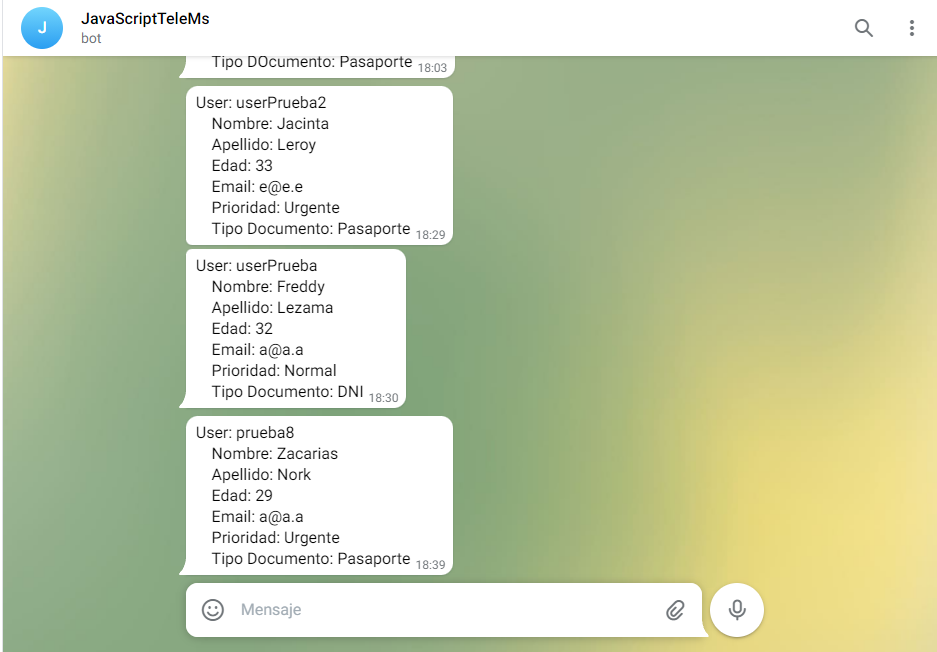 J
JavaScriptTeleMs
bot
Tipo DOcumento: Pasaporte 18:03
User: userPrueba2
Nombre: Jacinta
Apellido: Leroy
Edad: 33
Email: e@e.e
Prioridad: Urgente
Tipo Documento: Pasaporte 18:29
User: userPrueba
Nombre: Freddy
Apellido: Lezama
Edad: 32
Email: a@a.a
Prioridad: Normal
Tipo Documento: DNI 18:30
User: prueba8
Nombre: Zacarias
Apellido: Nork
Edad: 29
Email: a@a.a
Prioridad: Urgente
Tipo Documento: Pasaporte 18:39
Mensaje